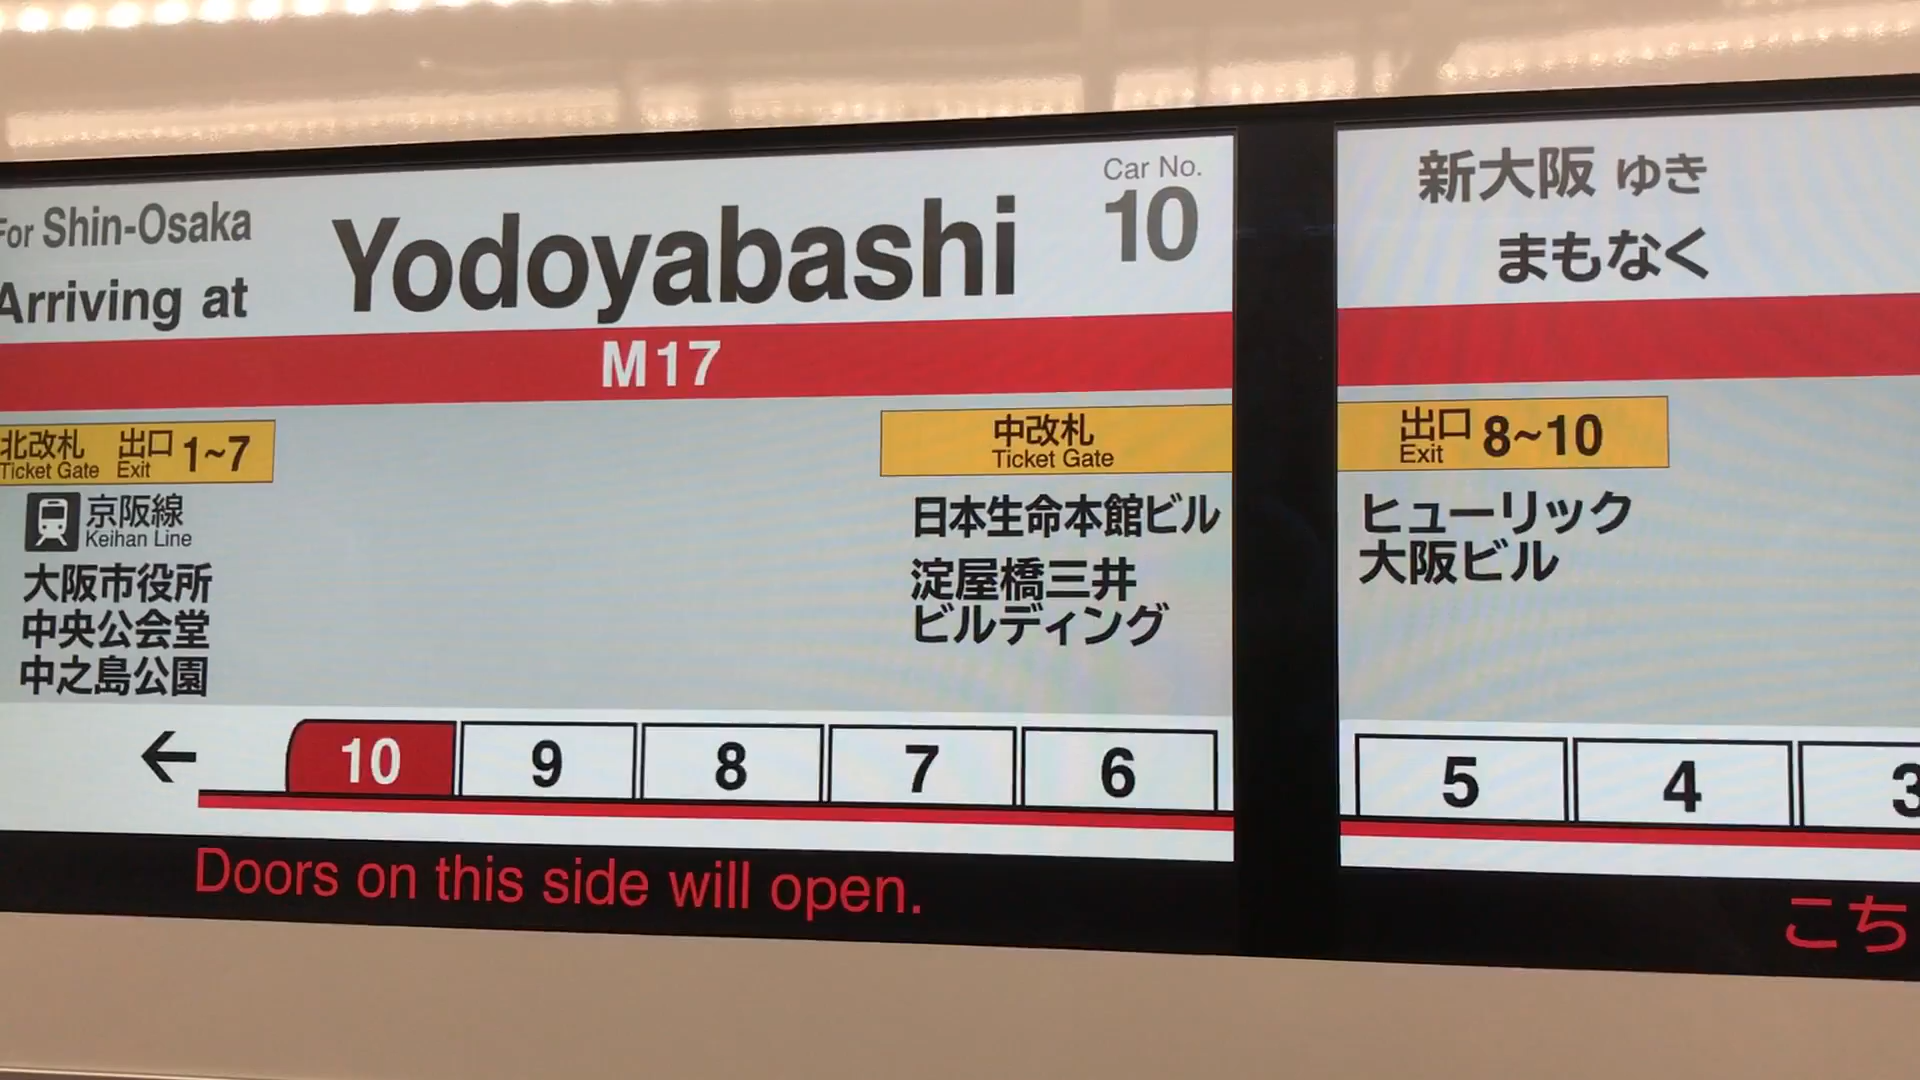 For Shin-Osaka
Arriving at
Yodoyabashi
Car No.
10
M17
北改札 出口 1~7
Ticket Gate Exit
京阪線
Keihan Line
大阪市役所
中央公会堂
中之島公園
中改札
Ticket Gate
日本生命本館ビル
淀屋橋三井
ビルディング
← 10 9 8 7 6
Doors on this side will open.
新大阪 ゆき
まもなく
出口 8~10
Exit
ヒューリック
大阪ビル
5 4 3
こち